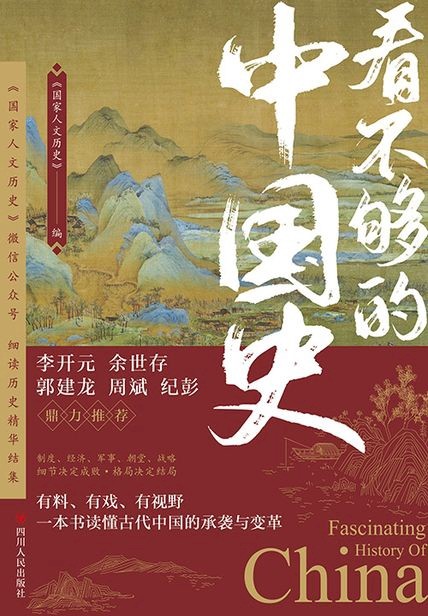 看不够的
中国史
《国家人文历史》 编
《国家人文历史》微信公众号 细读历史精华结集
李开元 余世存
郭建龙 周斌 纪彭
鼎力推荐
制度、经济、军事、朝堂、战略
细节决定成败·格局决定结局
有料、有戏、有视野
一本书读懂古代中国的承袭与变革
Fascinating
History Of
China
四川人民出版社